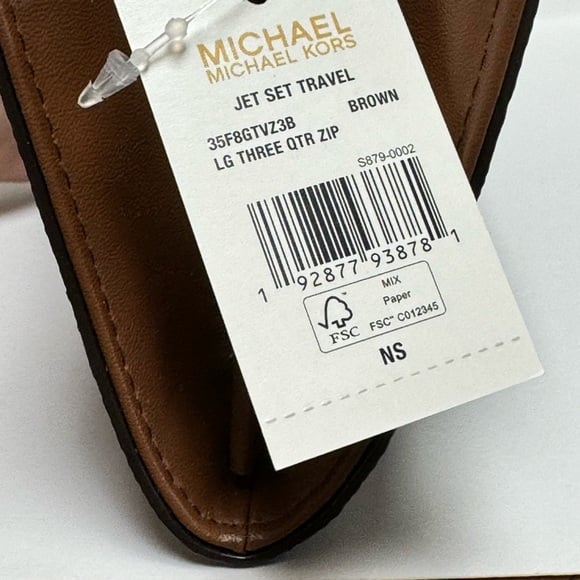 MICHAEL
MICHAEL KORS
JET SET TRAVEL
35F8GTVZ3B BROWN
LG THREE QTR ZIP
S879-0002
1 92877 93878 1
MIX
Paper
FSC™ C012345
FSC
NS